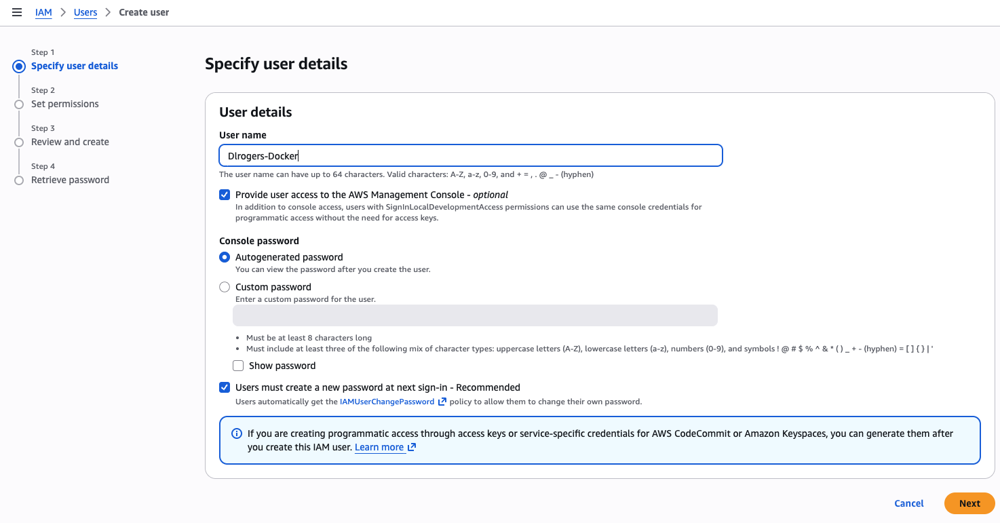 IAM > Users > Create user
Step 1
Specify user details
Step 2
Set permissions
Step 3
Review and create
Step 4
Retrieve password
Specify user details
User details
User name
Dlrogers-Docker
The user name can have up to 64 characters. Valid characters: A-Z, a-z, 0-9, and + = , . @ _ - (hyphen)
Provide user access to the AWS Management Console - optional
In addition to console access, users with SignInLocalDevelopmentAccess permissions can use the same console credentials for
programmatic access without the need for access keys.
Console password
Autogenerated password
You can view the password after you create the user.
Custom password
Enter a custom password for the user.
• Must be at least 8 characters long
• Must include at least three of the following mix of character types: uppercase letters (A-Z), lowercase letters (a-z), numbers (0-9), and symbols ! @ # $ % ^ & * ( ) _ + - (hyphen) = [ ] { } | '
Show password
Users must create a new password at next sign-in - Recommended
Users automatically get the IAMUserChangePassword policy to allow them to change their own password.
If you are creating programmatic access through access keys or service-specific credentials for AWS CodeCommit or Amazon Keyspaces, you can generate them after
you create this IAM user. Learn more
Cancel
Next